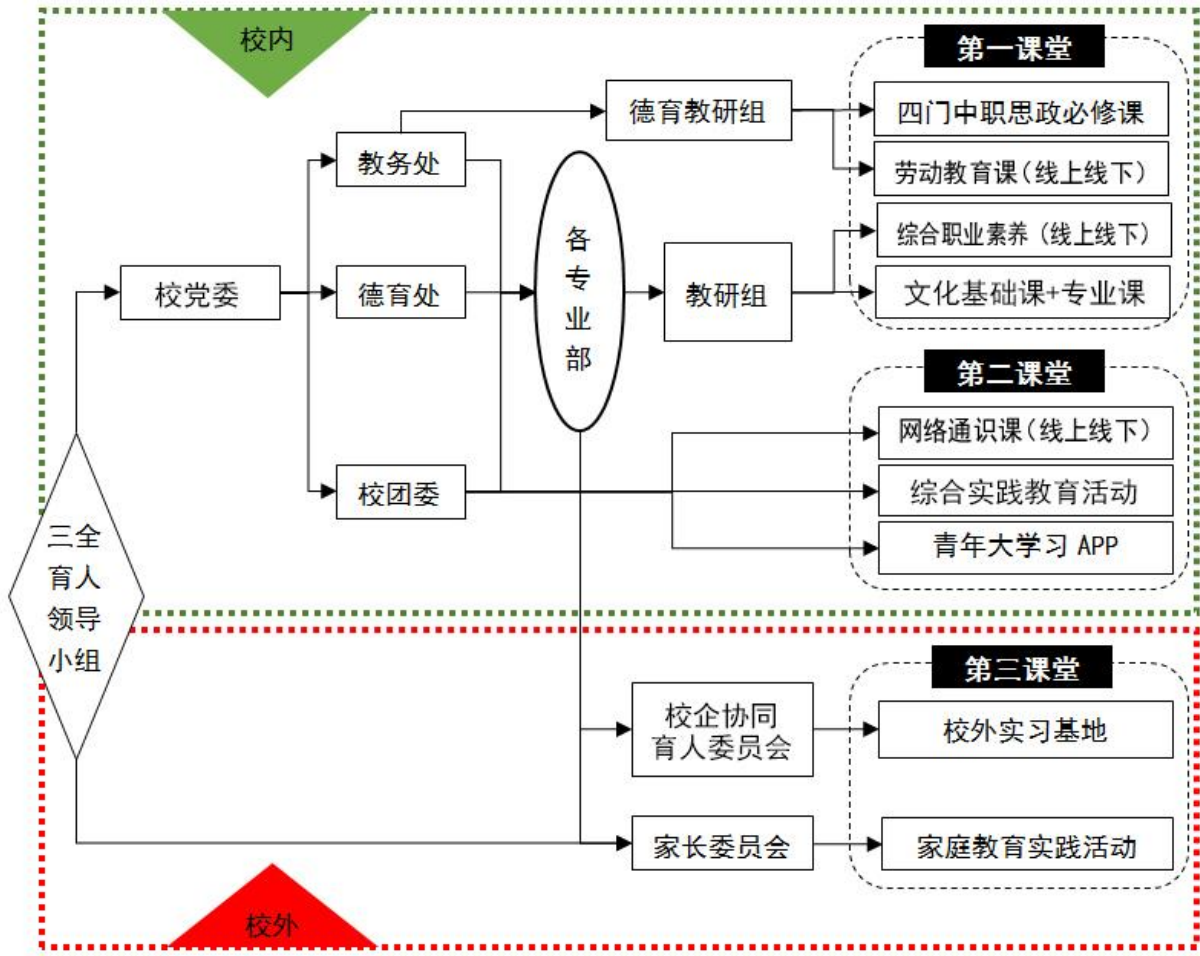 校内
第一课堂
德育教研组
四门中职思政必修课
教务处
劳动教育课(线上线下)
各
专
业
部
综合职业素养 (线上线下)
校党委
德育处
教研组
文化基础课+专业课
第二课堂
网络通识课(线上线下)
校团委
综合实践教育活动
青年大学习 APP
三全
育人
领导
小组
第三课堂
校企协同
育人委员会
校外实习基地
家长委员会
家庭教育实践活动
校外